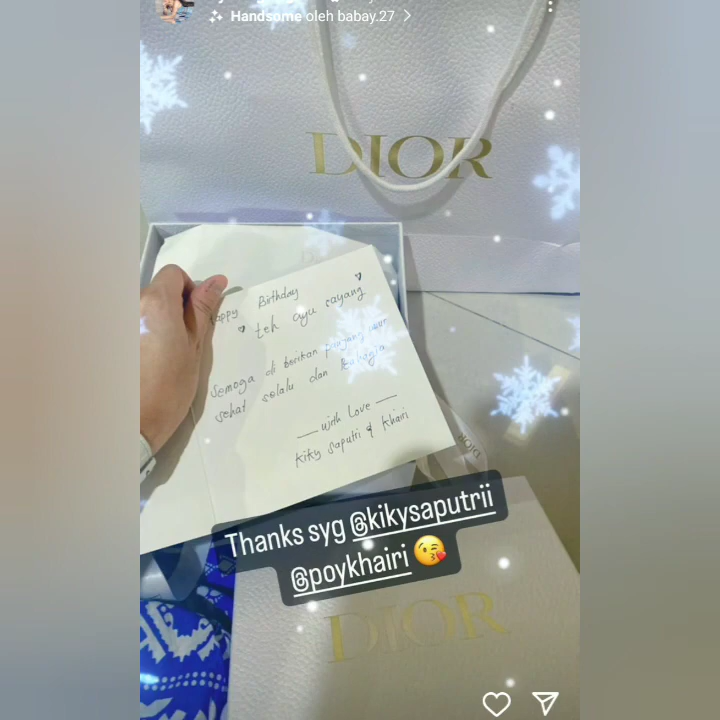 Handsome oleh babay.27
DIOR
Happy Birthday
teh ayu sayang
Semoga di berikan panjang umur
sehat selalu dan Bahagia
with Love
Kiky Saputri & Khairi
DIOR
Thanks syg @kikysaputrii
@poykhairi
DIOR